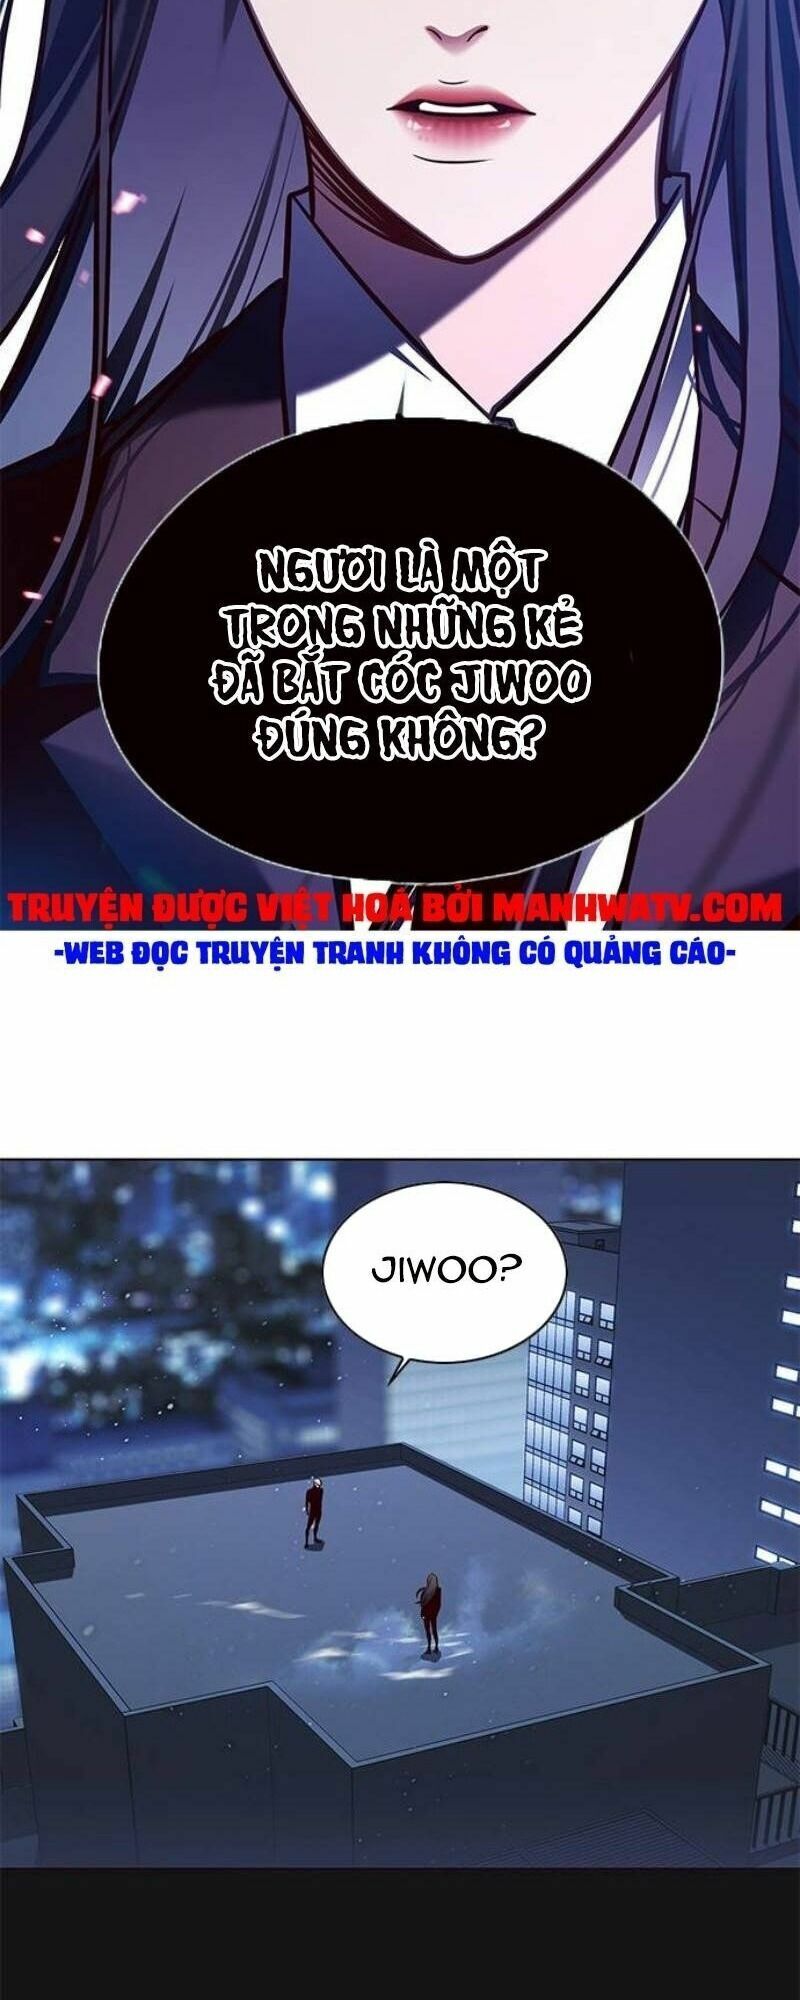 NGƯƠI LÀ MỘT
TRONG NHỮNG KẺ
ĐÃ BẮT CÓC JIWOO
ĐÚNG KHÔNG?
TRUYỆN ĐƯỢC VIỆT HOÁ BỞI MANHWATV.COM
-WEB ĐỌC TRUYỆN TRANH KHÔNG CÓ QUẢNG CÁO-
JIWOO?